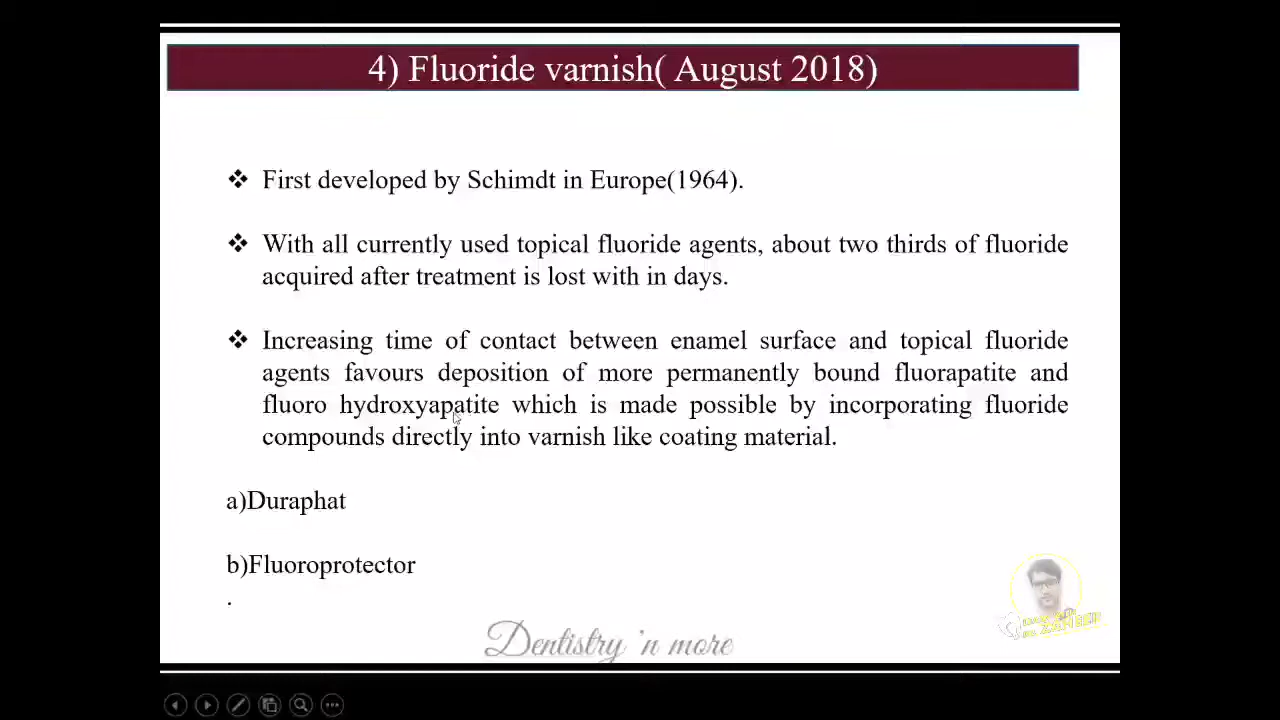 4) Fluoride varnish( August 2018)
❖ First developed by Schimdt in Europe(1964).
❖ With all currently used topical fluoride agents, about two thirds of fluoride
acquired after treatment is lost with in days.
❖ Increasing time of contact between enamel surface and topical fluoride
agents favours deposition of more permanently bound fluorapatite and
fluoro hydroxyapatite which is made possible by incorporating fluoride
compounds directly into varnish like coating material.
a)Duraphat
b)Fluoroprotector
.
Dentistry 'n more